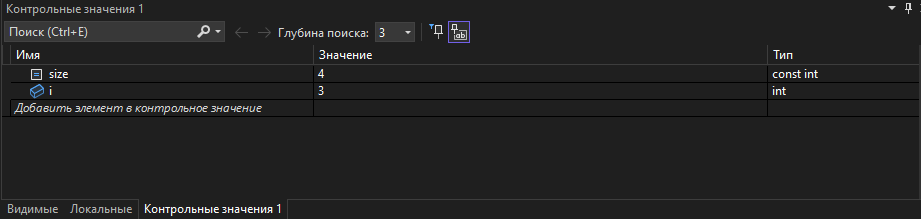 Контрольные значения 1
Поиск (Ctrl+E) Глубина поиска: 3
Имя Значение Тип
size 4 const int
i 3 int
Добавить элемент в контрольное значение
Видимые Локальные Контрольные значения 1